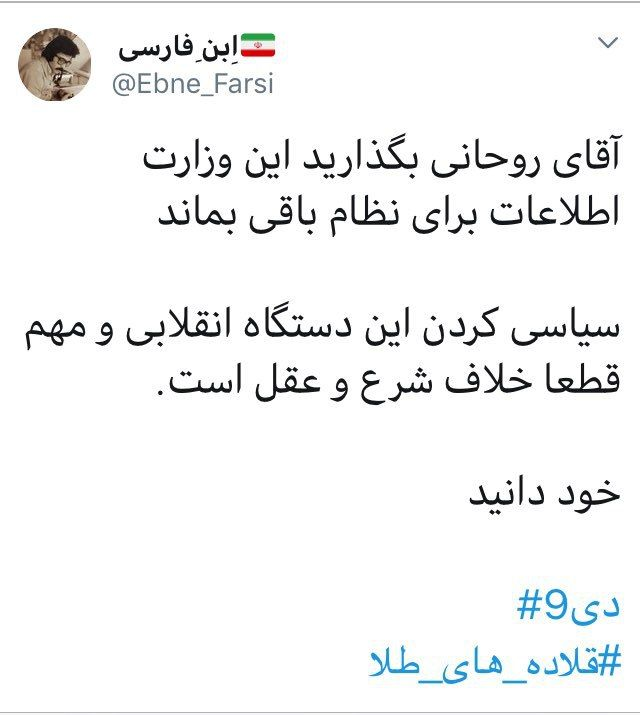 اِبن ِفارسی
@Ebne_Farsi
آقای روحانی بگذارید این وزارت
اطلاعات برای نظام باقی بماند
سیاسی کردن این دستگاه انقلابی و مهم
قطعا خلاف شرع و عقل است.
خود دانید
#9دی
#قلاده_های_طلا